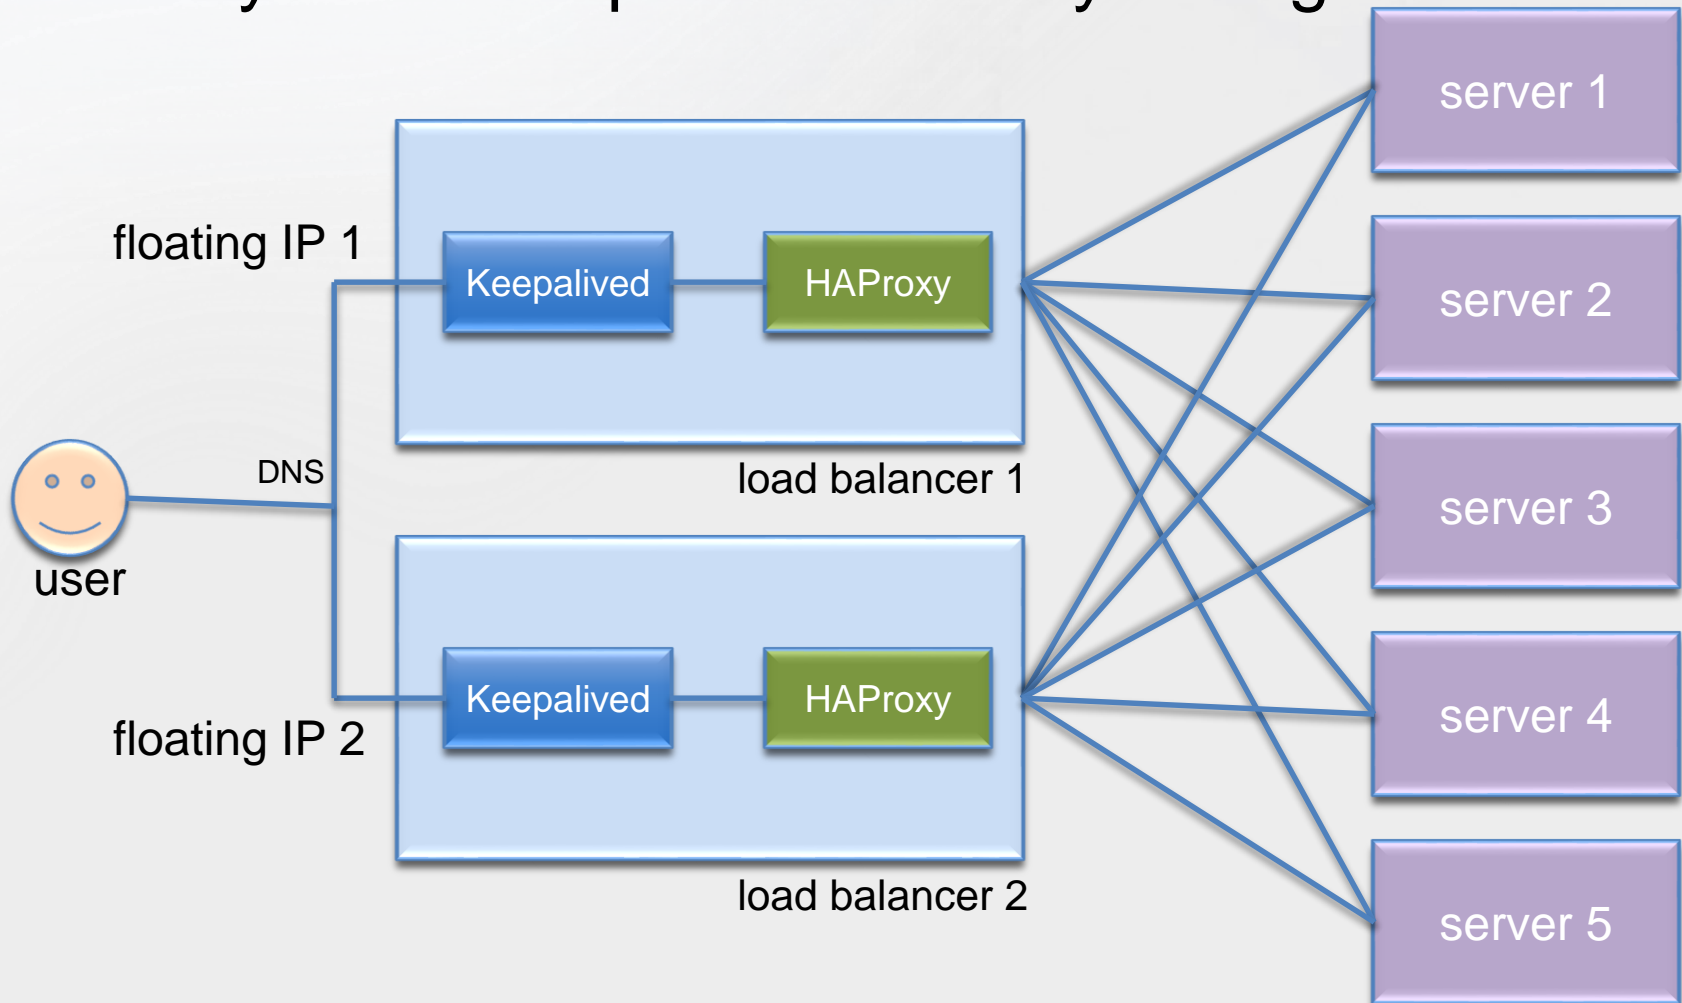 server 1
floating IP 1
Keepalived
HAProxy
server 2
DNS
load balancer 1
server 3
user
floating IP 2
Keepalived
HAProxy
server 4
load balancer 2
server 5